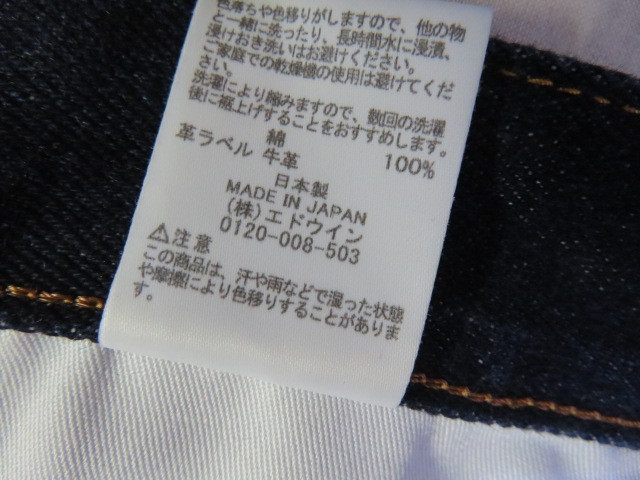 色落ちや色移りがしますので、他の物
と一緒に洗ったり、長時間水に浸漬、
浸けおき洗いはお避けください。
ご家庭での乾燥機の使用は避けてくだ
さい。
洗濯により縮みますので、数回の洗濯
後に裾上げすることをおすすめします。
綿 100%
革ラベル 牛革
日本製
MADE IN JAPAN
(株)エドウイン
0120-008-503
⚠注意
この商品は、汗や雨などで湿った状態
や摩擦により色移りすることがありま
す。